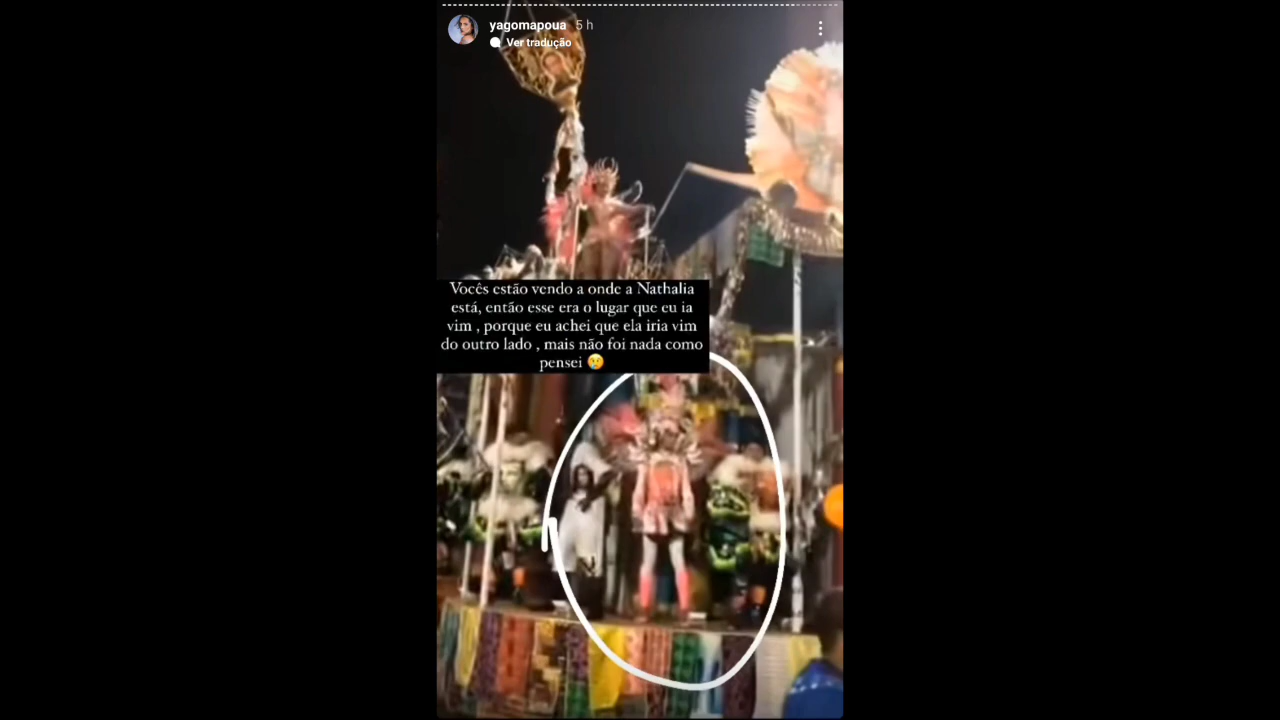 yagomapoua 5 h
Ver tradução
Vocês estão vendo a onde a Nathalia
está, então esse era o lugar que eu ia
vim , porque eu achei que ela iria vim
do outro lado , mais não foi nada como
pensei 😢